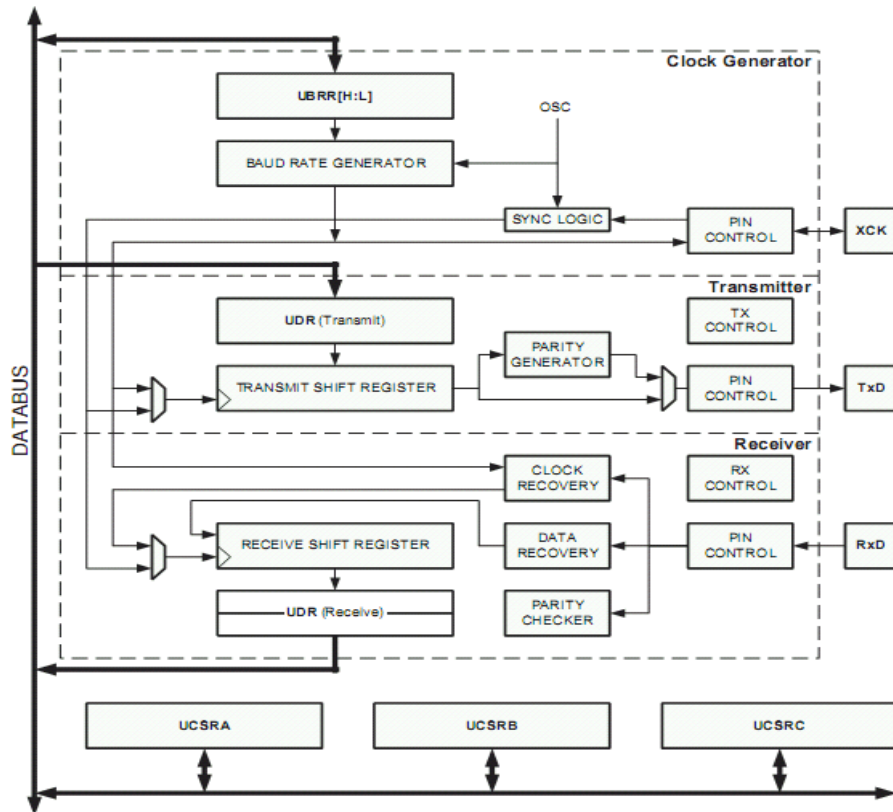 Clock Generator
UBRR[H:L]
OSC
BAUD RATE GENERATOR
SYNC LOGIC
PIN
CONTROL
XCK
Transmitter
UDR (Transmit)
TX
CONTROL
PARITY
GENERATOR
TRANSMIT SHIFT REGISTER
PIN
CONTROL
TxD
DATABUS
Receiver
CLOCK
RECOVERY
RX
CONTROL
RECEIVE SHIFT REGISTER
DATA
RECOVERY
PIN
CONTROL
RxD
UDR (Receive)
PARITY
CHECKER
UCSRA
UCSRB
UCSRC